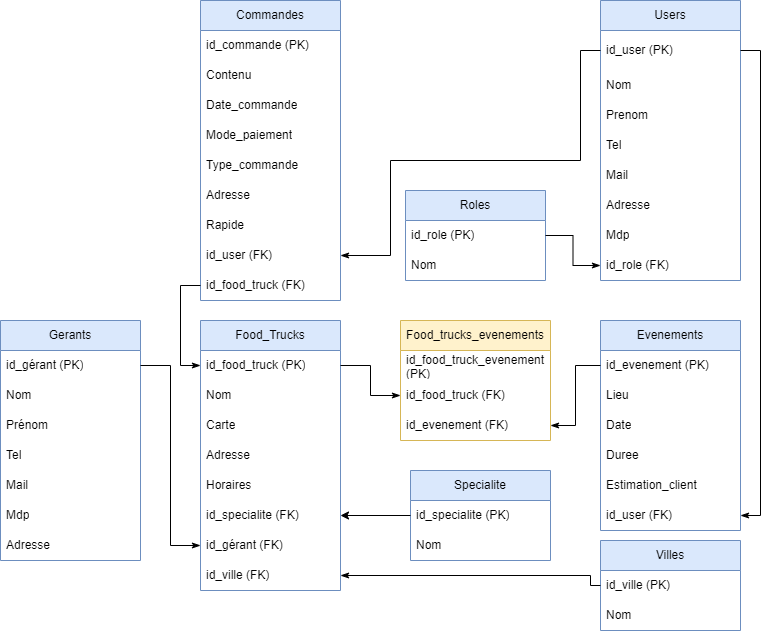 Commandes
id_commande (PK)
Contenu
Date_commande
Mode_paiement
Type_commande
Adresse
Rapide
id_user (FK)
id_food_truck (FK)
Users
id_user (PK)
Nom
Prenom
Tel
Mail
Adresse
Mdp
id_role (FK)
Roles
id_role (PK)
Nom
Gerants
id_gérant (PK)
Nom
Prénom
Tel
Mail
Mdp
Adresse
Food_Trucks
id_food_truck (PK)
Nom
Carte
Adresse
Horaires
id_specialite (FK)
id_gérant (FK)
id_ville (FK)
Food_trucks_evenements
id_food_truck_evenement
(PK)
id_food_truck (FK)
id_evenement (FK)
Evenements
id_evenement (PK)
Lieu
Date
Duree
Estimation_client
id_user (FK)
Specialite
id_specialite (PK)
Nom
Villes
id_ville (PK)
Nom